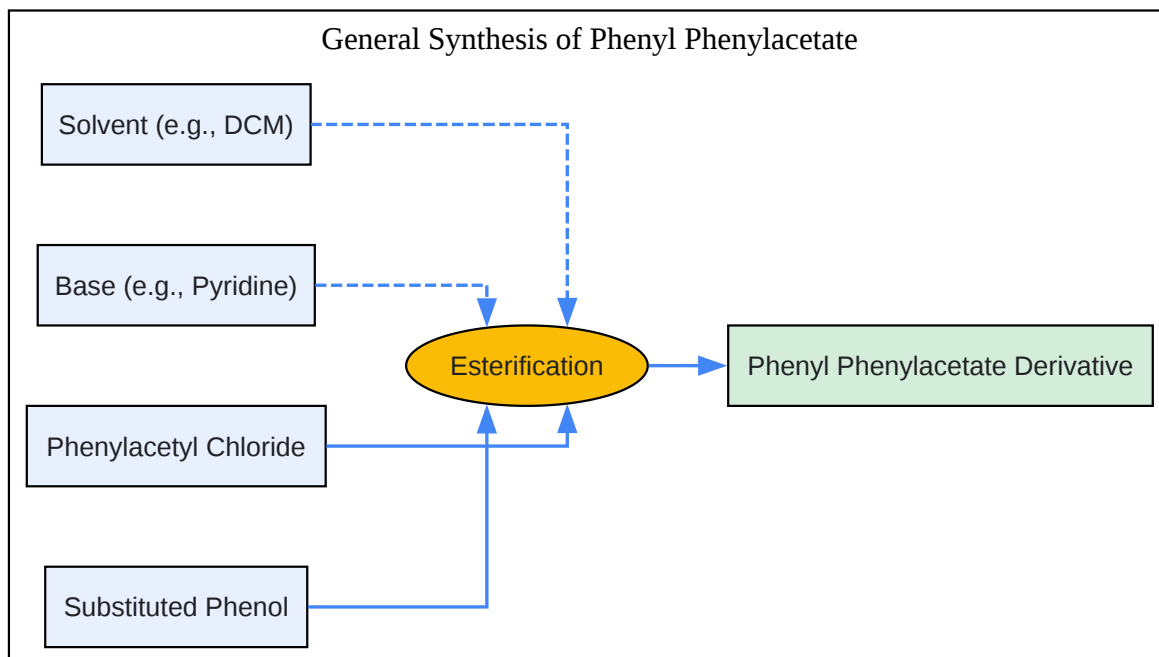 General Synthesis of Phenyl Phenylacetate
Solvent (e.g., DCM)
Base (e.g., Pyridine)
Esterification
Phenyl Phenylacetate Derivative
Phenylacetyl Chloride
Substituted Phenol